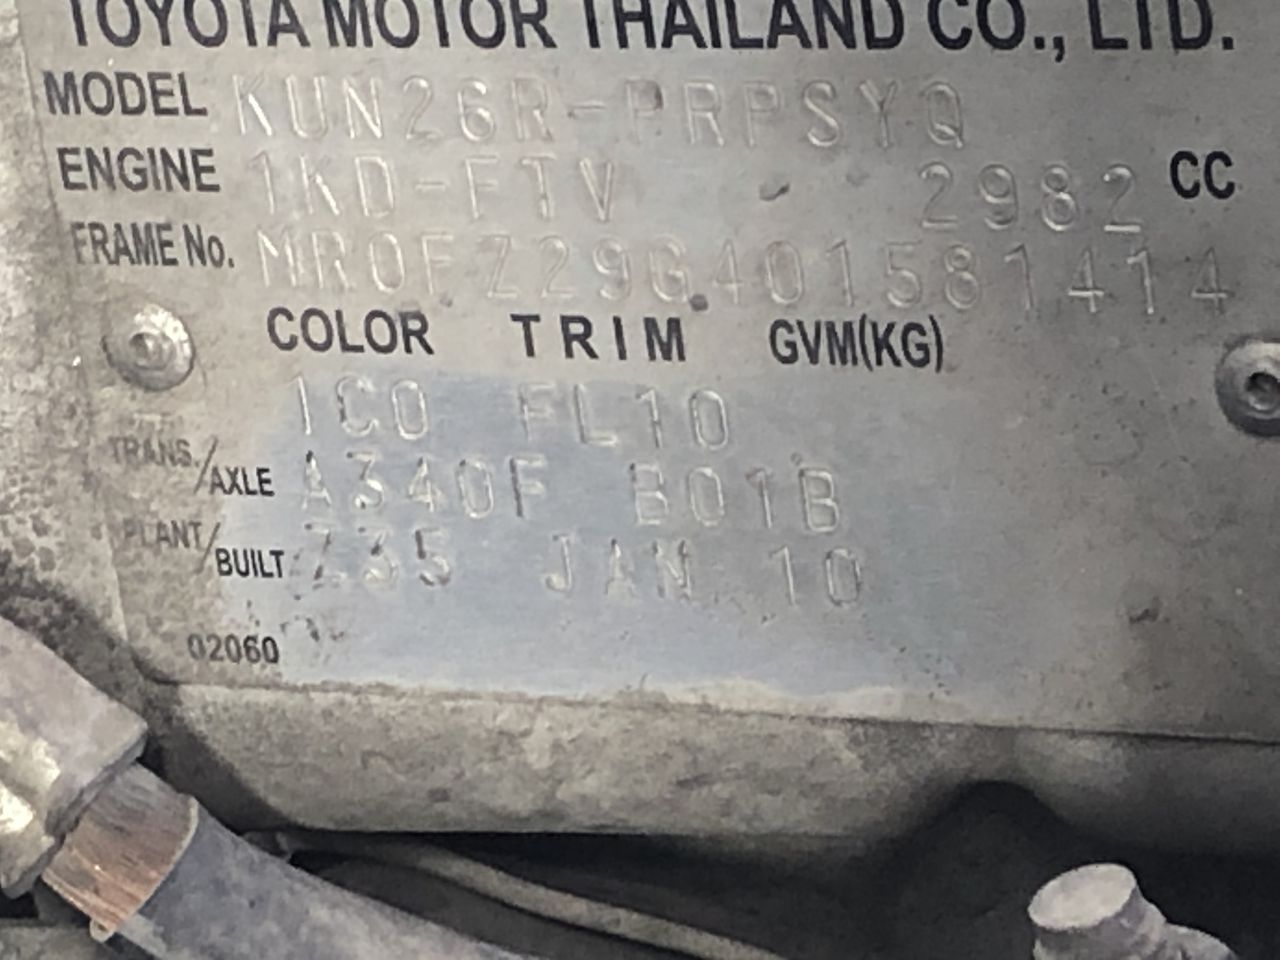 TOYOTA MOTOR THAILAND CO., LTD.
MODEL KUN26R-PRPSYQ
ENGINE 1KD-FTV 2982 CC
FRAME No. MR0FZ29G401581414
COLOR TRIM GVM(KG)
1C0 FL10
TRANS./AXLE A340F B01B
PLANT/BUILT Z35 JAN 10
02060